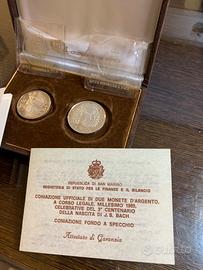 REPUBBLICA DI SAN MARINO
SEGRETERIA DI STATO PER LE FINANZE E IL BILANCIO
CONIAZIONE UFFICIALE DI DUE MONETE D'ARGENTO,
A CORSO LEGALE, MILLESIMO 1985,
CELEBRATIVE DEL 3° CENTENARIO
DELLA NASCITA DI J. S. BACH
CONIAZIONE FONDO A SPECCHIO
Attestato di Garanzia
subito